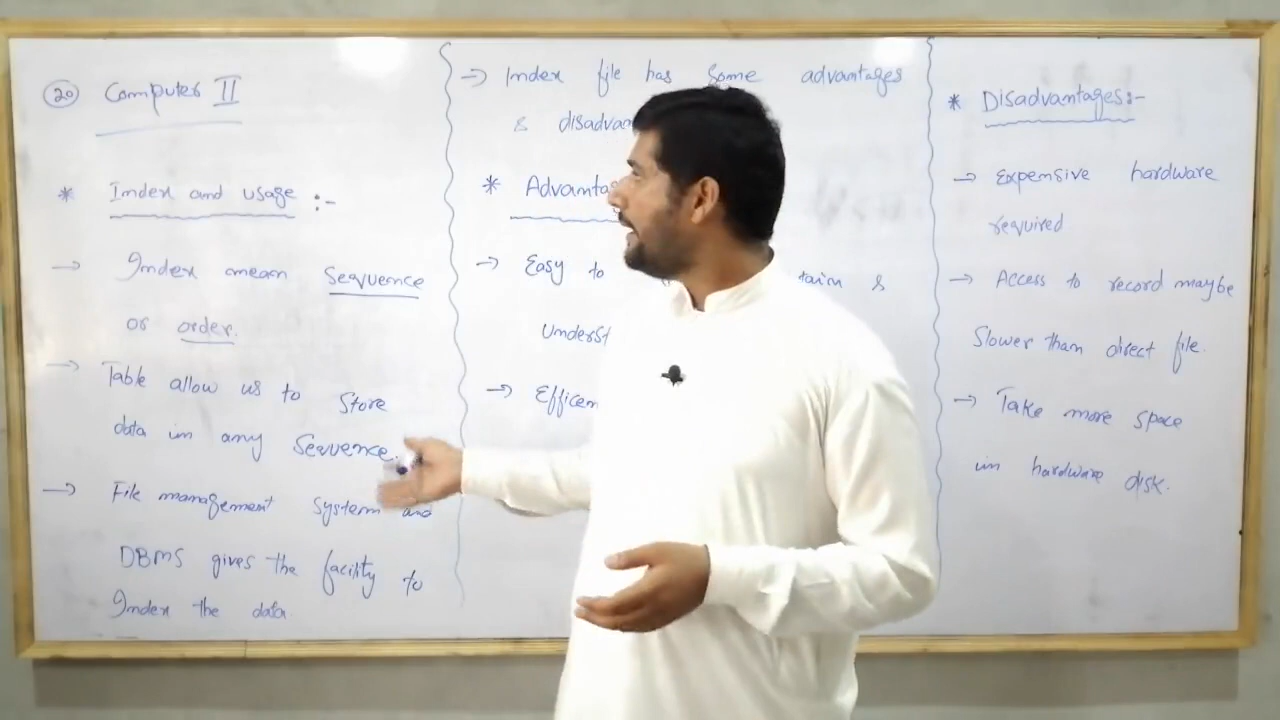 20 Computer II
* Index and usage :-
→ Index mean Sequence
or order.
→ Table allow us to Store
data in any Sequence.
→ File management System and
DBMS gives the facility to
Index the data.
→ Index file has Some advantages
& disadvan
* Advantag
→ Easy to tain &
Underst
→ Efficen
* Disadvantages:-
→ Expensive hardware
required
→ Access to record maybe
Slower than direct file.
→ Take more space
in hardware disk.